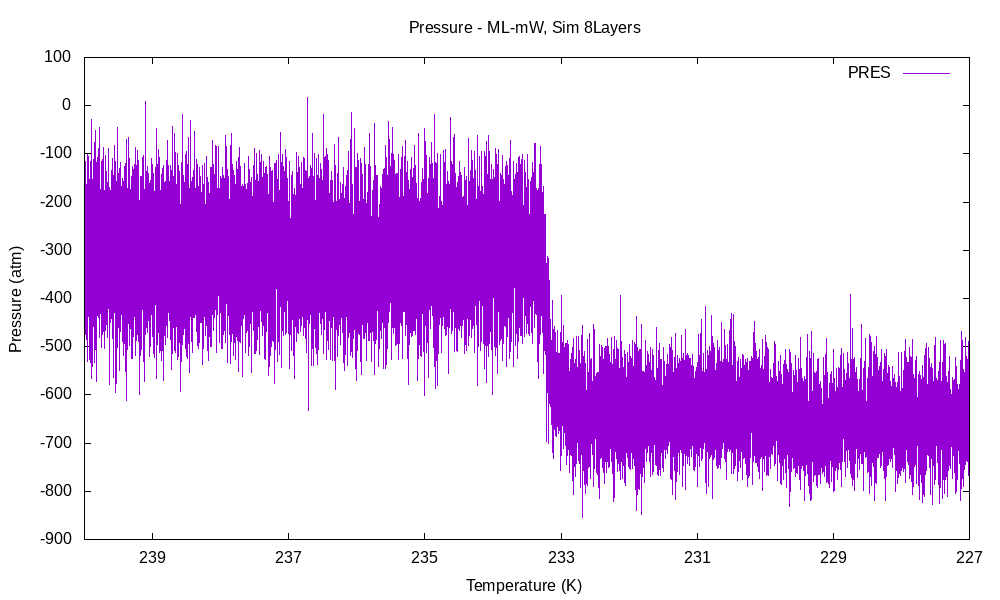 Pressure - ML-mW, Sim 8Layers
PRES
100
0
-100
-200
-300
-400
-500
-600
-700
-800
-900
Pressure (atm)
239 237 235 233 231 229 227
Temperature (K)